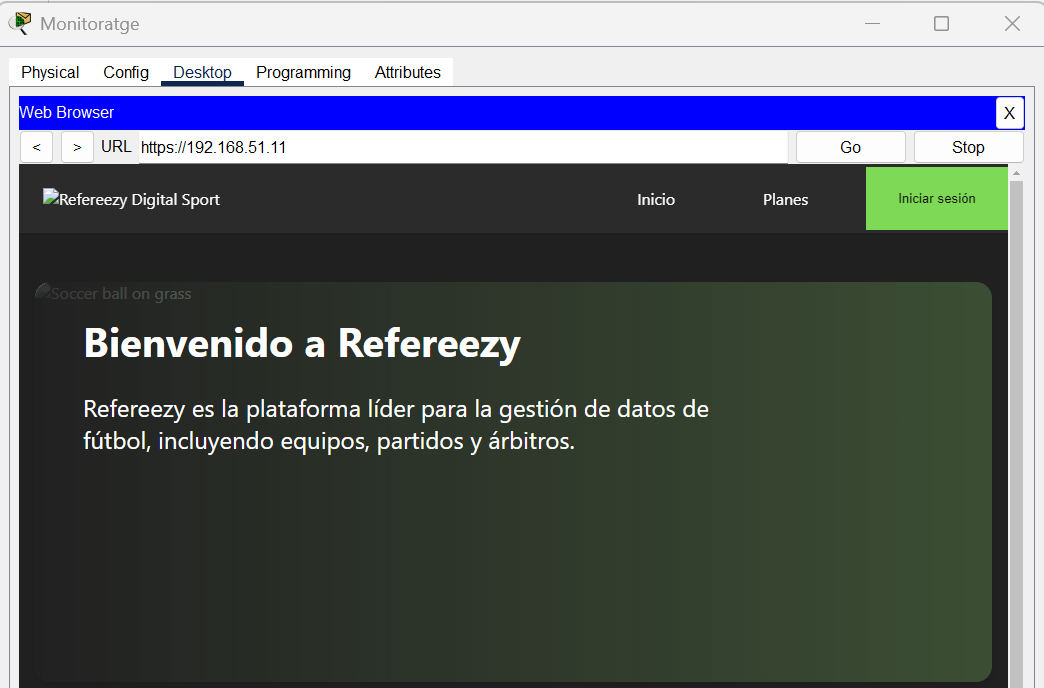 Monitoratge
Physical Config Desktop Programming Attributes
Web Browser X
< > URL https://192.168.51.11 Go Stop
Refereezy Digital Sport Inicio Planes Iniciar sesión
Soccer ball on grass
Bienvenido a Refereezy
Refereezy es la plataforma líder para la gestión de datos de
fútbol, incluyendo equipos, partidos y árbitros.